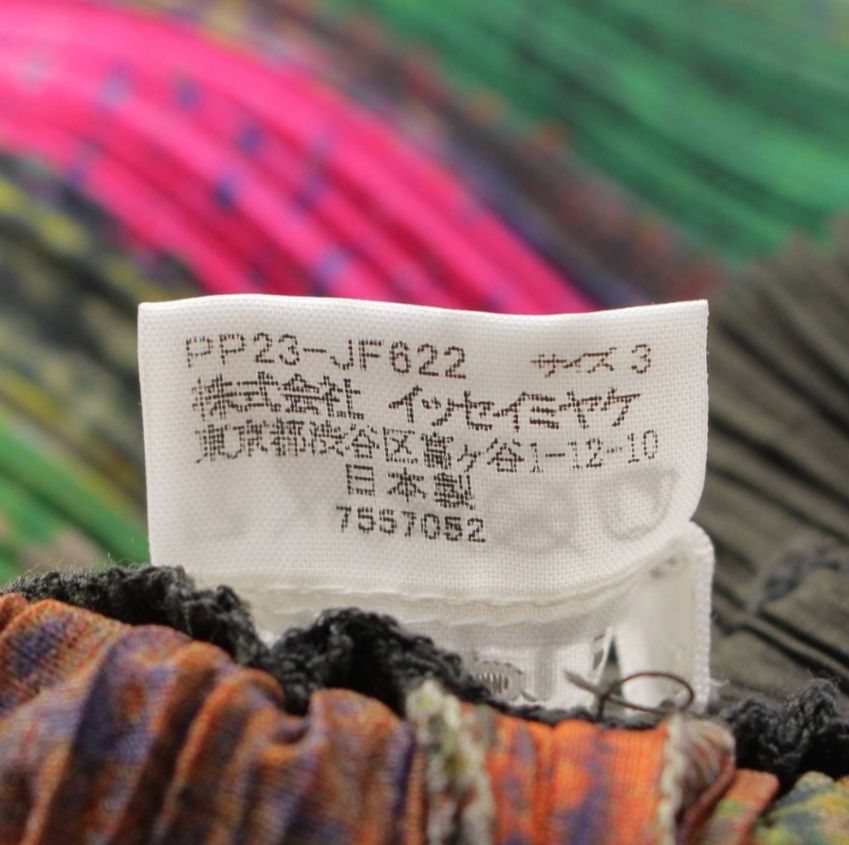 PP23-JF622 サイズ 3
株式会社 イッセイミヤケ
東京都渋谷区富ヶ谷1-12-10
日本製
7557052